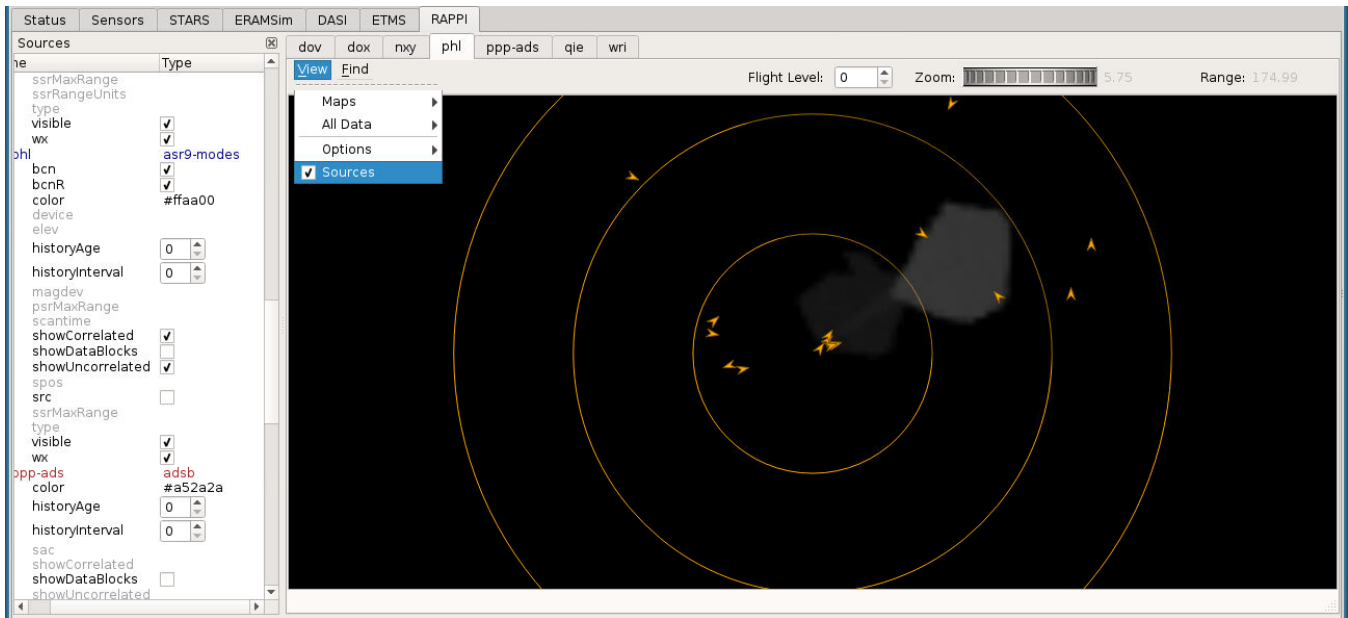 Status Sensors STARS ERAMSim DASI ETMS RAPPI
Sources
dov dox nxy phl ppp-ads qie wri
View Find
Flight Level: 0 Zoom: 5.75 Range: 174.99
Maps
All Data
Options
Sources
ne Type
ssrMaxRange
ssrRangeUnits
type
visible
wx
phl asr9-modes
bcn
bcnR
color #ffaa00
device
elev
historyAge 0
historyInterval 0
magdev
psrMaxRange
scantime
showCorrelated
showDataBlocks
showUncorrelated
spos
src
ssrMaxRange
type
visible
wx
ppp-ads adsb
color #a52a2a
historyAge 0
historyInterval 0
sac
showCorrelated
showDataBlocks
showUncorrelated